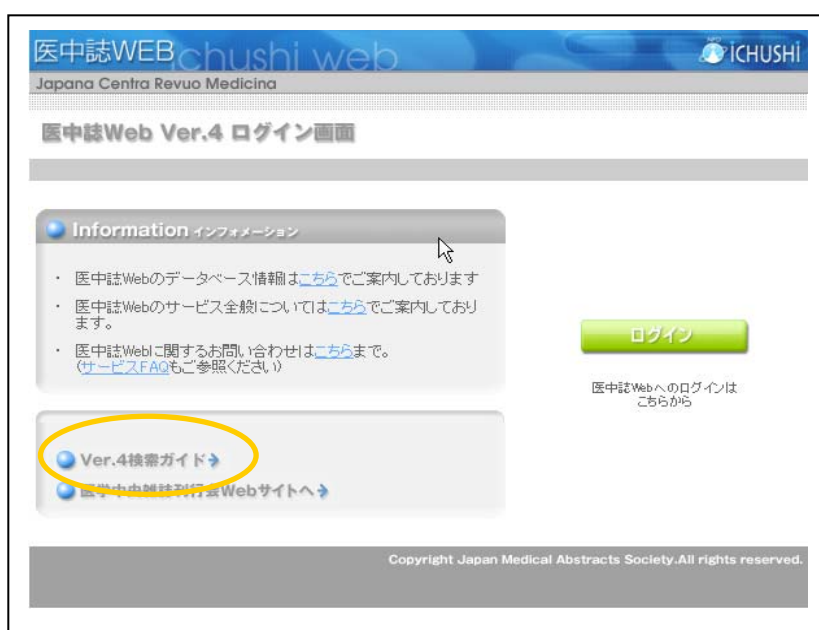 医中誌WEB ichushi web
iCHUSHi
Japana Centra Revuo Medicina
医中誌Web Ver.4 ログイン画面
Information インフォメーション
・ 医中誌Webのデータベース情報はこちらでご案内しております
・ 医中誌Webのサービス全般についてはこちらでご案内しており
ます。
・ 医中誌Webに関するお問い合わせはこちらまで。
(サービスFAQもご参照ください)
ログイン
医中誌Webへのログインは
こちらから
Ver.4検索ガイド
医学中央雑誌刊行会Webサイトへ
Copyright Japan Medical Abstracts Society.All rights reserved.